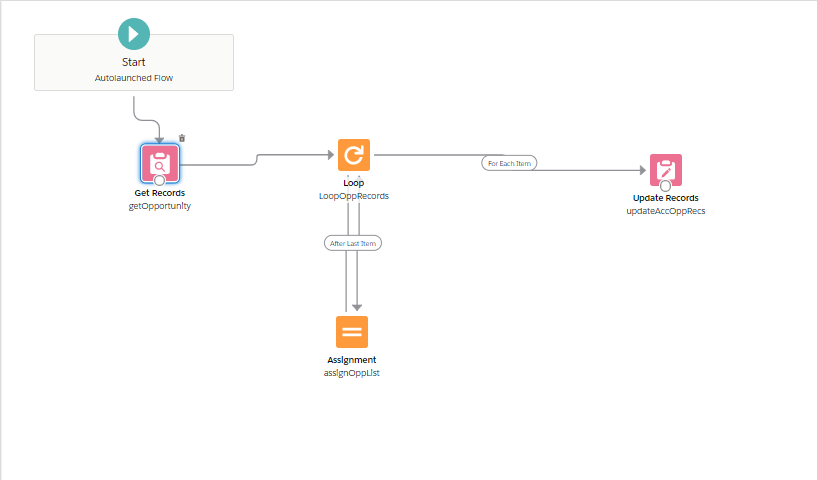 Start
Autolaunched Flow
Get Records
getOpportunity
Loop
LoopOppRecords
For Each Item
Update Records
updateAccOppRecs
After Last Item
Assignment
assignOppList